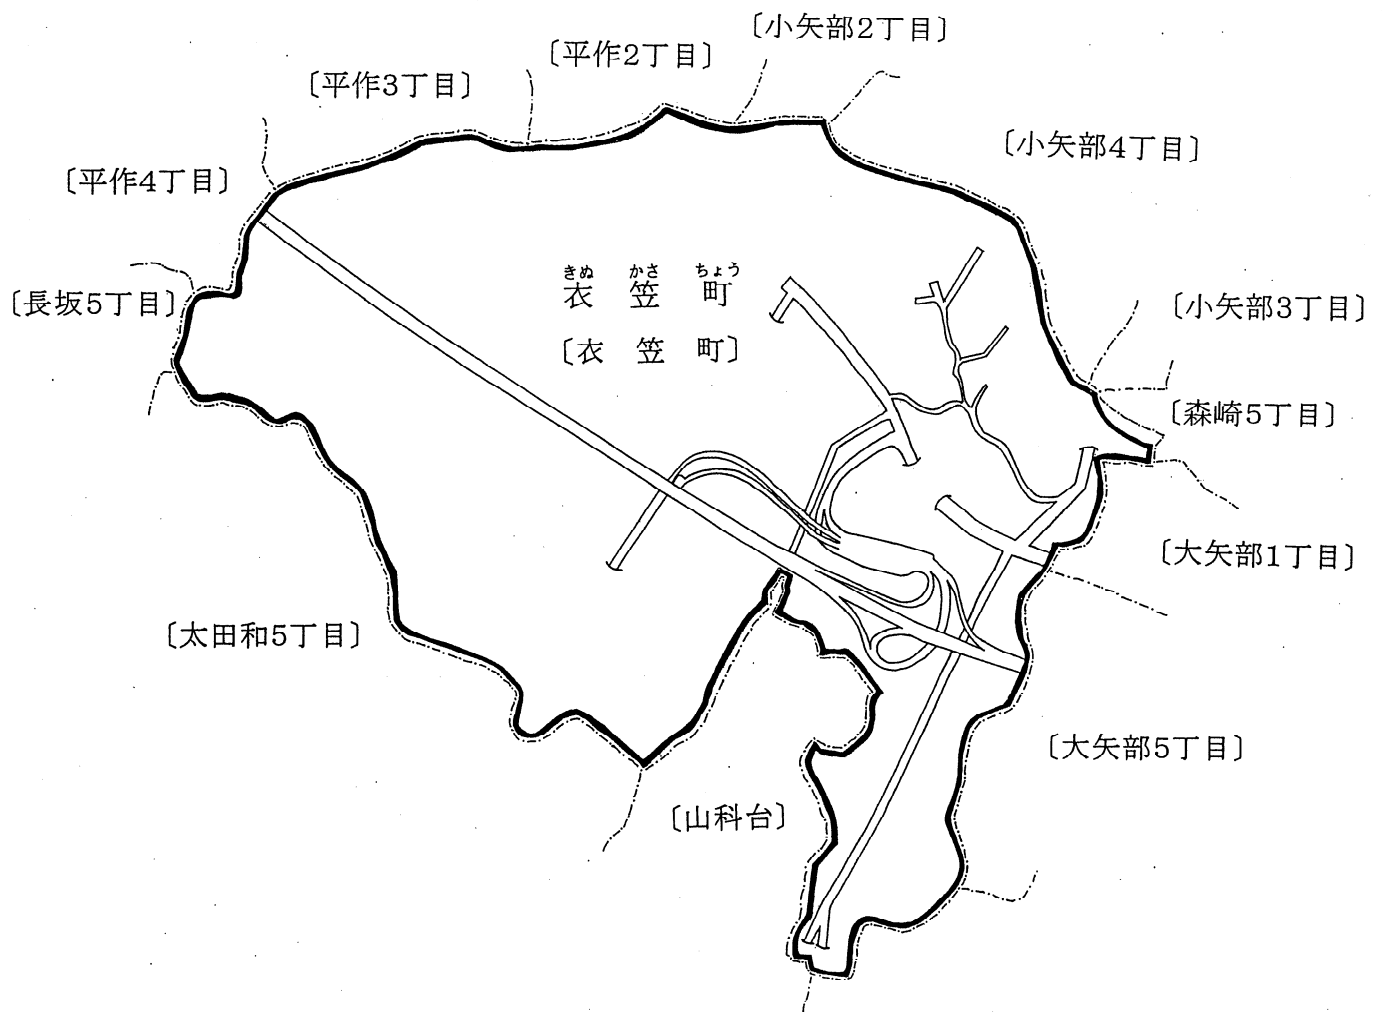 〔小矢部2丁目〕
〔平作2丁目〕
〔平作3丁目〕
〔小矢部4丁目〕
〔平作4丁目〕
きぬ かさ ちょう
衣 笠 町
〔長坂5丁目〕
〔小矢部3丁目〕
〔衣 笠 町〕
〔森崎5丁目〕
〔大矢部1丁目〕
〔太田和5丁目〕
〔大矢部5丁目〕
〔山科台〕